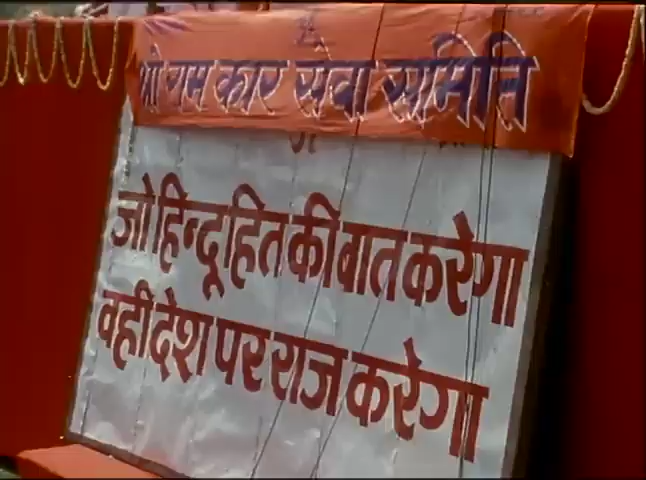 ॐ
श्री राम कार सेवा समिति
जो हिन्दू हित की बात करेगा
वही देश पर राज करेगा